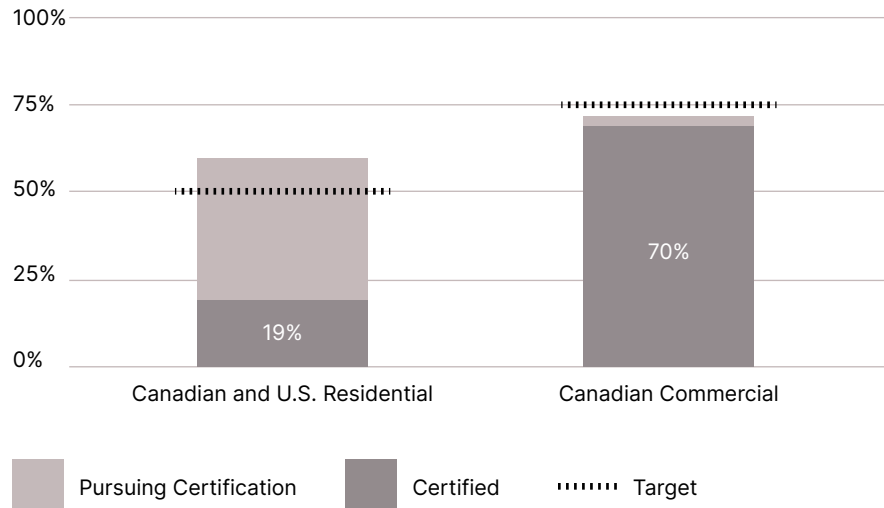 100%
75%
50%
25%
0%
19%
70%
Canadian and U.S. Residential
Canadian Commercial
Pursuing Certification
Certified
Target